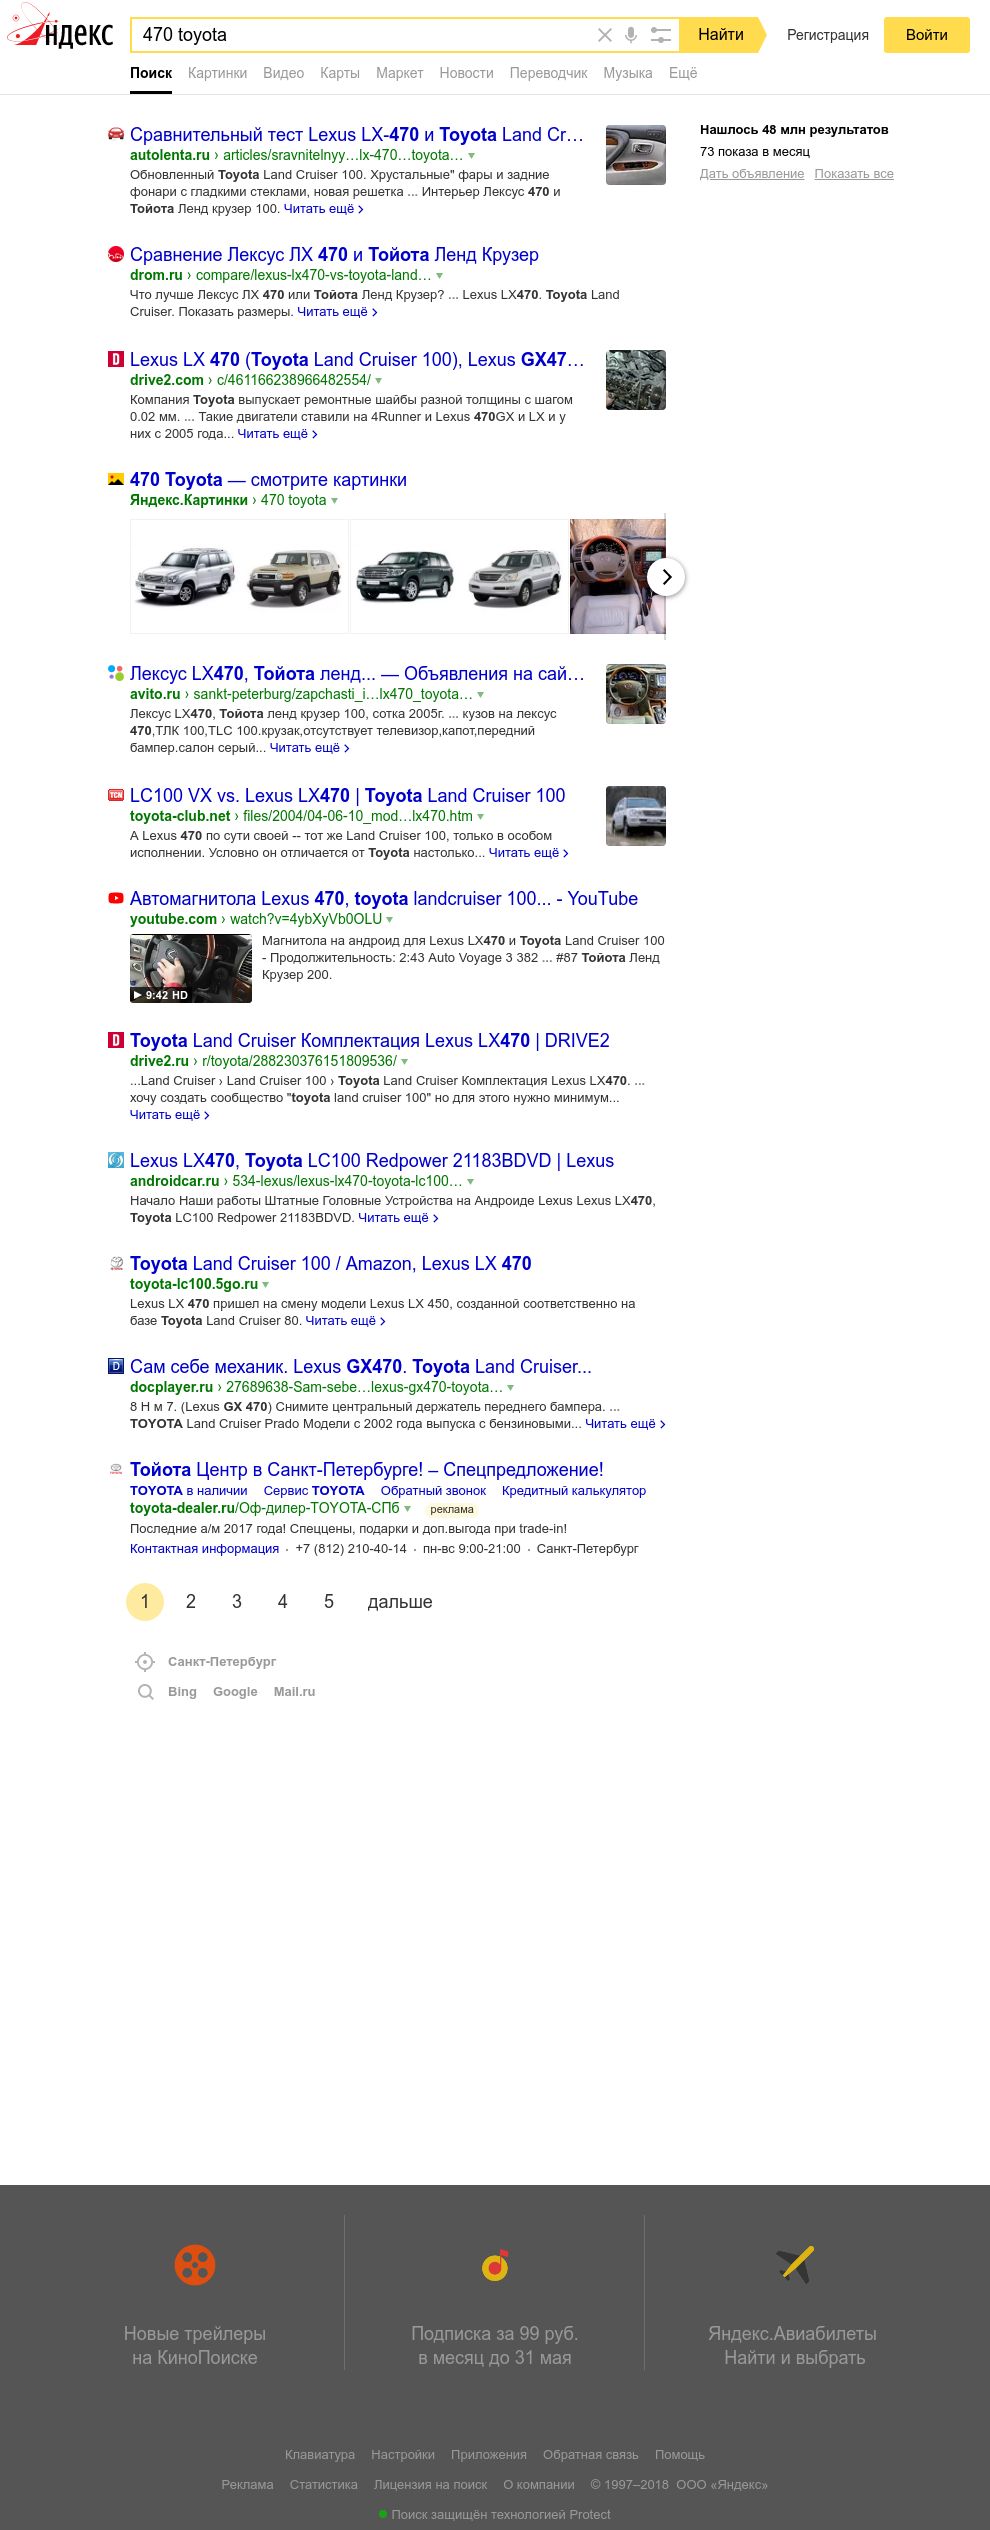 Яндекс
470 toyota
Найти
Регистрация
Войти
Поиск Картинки Видео Карты Маркет Новости Переводчик Музыка Ещё
Сравнительный тест Lexus LX-470 и Toyota Land Cr…
autolenta.ru › articles/sravnitelnyy…lx-470…toyota…
Обновленный Toyota Land Cruiser 100. Хрустальные" фары и задние
фонари с гладкими стеклами, новая решетка ... Интерьер Лексус 470 и
Тойота Ленд крузер 100. Читать ещё
Нашлось 48 млн результатов
73 показа в месяц
Дать объявление Показать все
Сравнение Лексус ЛХ 470 и Тойота Ленд Крузер
drom.ru › compare/lexus-lx470-vs-toyota-land…
Что лучше Лексус ЛХ 470 или Тойота Ленд Крузер? ... Lexus LX470. Toyota Land
Cruiser. Показать размеры. Читать ещё
Lexus LX 470 (Toyota Land Cruiser 100), Lexus GX47…
drive2.com › c/461166238966482554/
Компания Toyota выпускает ремонтные шайбы разной толщины с шагом
0.02 мм. ... Такие двигатели ставили на 4Runner и Lexus 470GX и LX и у
них с 2005 года... Читать ещё
470 Toyota — смотрите картинки
Яндекс.Картинки › 470 toyota
Лексус LX470, Тойота ленд... — Объявления на сай…
avito.ru › sankt-peterburg/zapchasti_i…lx470_toyota…
Лексус LX470, Тойота ленд крузер 100, сотка 2005г. ... кузов на лексус
470,ТЛК 100,TLC 100.крузак,отсутствует телевизор,капот,передний
бампер.салон серый... Читать ещё
LC100 VX vs. Lexus LX470 | Toyota Land Cruiser 100
toyota-club.net › files/2004/04-06-10_mod…lx470.htm
А Lexus 470 по сути своей -- тот же Land Cruiser 100, только в особом
исполнении. Условно он отличается от Toyota настолько... Читать ещё
Автомагнитола Lexus 470, toyota landcruiser 100... - YouTube
youtube.com › watch?v=4ybXyVb0OLU
Магнитола на андроид для Lexus LX470 и Toyota Land Cruiser 100
- Продолжительность: 2:43 Auto Voyage 3 382 ... #87 Тойота Ленд
Крузер 200.
9:42 HD
Toyota Land Cruiser Комплектация Lexus LX470 | DRIVE2
drive2.ru › r/toyota/288230376151809536/
...Land Cruiser › Land Cruiser 100 › Toyota Land Cruiser Комплектация Lexus LX470. ...
хочу создать сообщество "toyota land cruiser 100" но для этого нужно минимум...
Читать ещё
Lexus LX470, Toyota LC100 Redpower 21183BDVD | Lexus
androidcar.ru › 534-lexus/lexus-lx470-toyota-lc100…
Начало Наши работы Штатные Головные Устройства на Андроиде Lexus Lexus LX470,
Toyota LC100 Redpower 21183BDVD. Читать ещё
Toyota Land Cruiser 100 / Amazon, Lexus LX 470
toyota-lc100.5go.ru
Lexus LX 470 пришел на смену модели Lexus LX 450, созданной соответственно на
базе Toyota Land Cruiser 80. Читать ещё
Сам себе механик. Lexus GX470. Toyota Land Cruiser...
docplayer.ru › 27689638-Sam-sebe…lexus-gx470-toyota…
8 Н м 7. (Lexus GX 470) Снимите центральный держатель переднего бампера. ...
TOYOTA Land Cruiser Prado Модели с 2002 года выпуска с бензиновыми... Читать ещё
Тойота Центр в Санкт-Петербурге! – Спецпредложение!
TOYOTA в наличии Сервис TOYOTA Обратный звонок Кредитный калькулятор
toyota-dealer.ru/Оф-дилер-TOYOTA-СПб реклама
Последние а/м 2017 года! Спеццены, подарки и доп.выгода при trade-in!
Контактная информация · +7 (812) 210-40-14 · пн-вс 9:00-21:00 · Санкт-Петербург
1 2 3 4 5 дальше
Санкт-Петербург
Bing Google Mail.ru
Новые трейлеры
на КиноПоиске
Подписка за 99 руб.
в месяц до 31 мая
Яндекс.Авиабилеты
Найти и выбрать
Клавиатура Настройки Приложения Обратная связь Помощь
Реклама Статистика Лицензия на поиск О компании © 1997–2018 ООО «Яндекс»
Поиск защищён технологией Protect